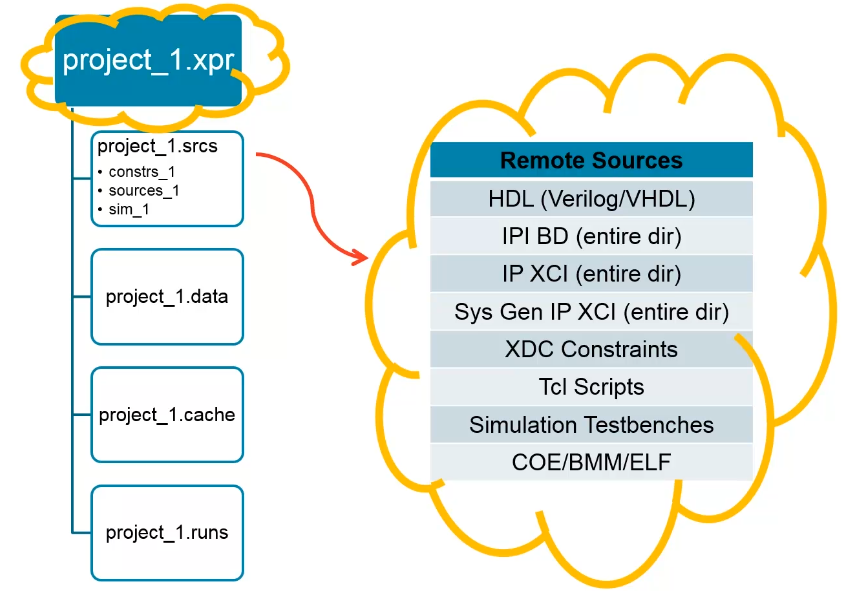 project_1.xpr
project_1.srcs
• constrs_1
• sources_1
• sim_1
project_1.data
project_1.cache
project_1.runs
Remote Sources
HDL (Verilog/VHDL)
IPI BD (entire dir)
IP XCI (entire dir)
Sys Gen IP XCI (entire dir)
XDC Constraints
Tcl Scripts
Simulation Testbenches
COE/BMM/ELF